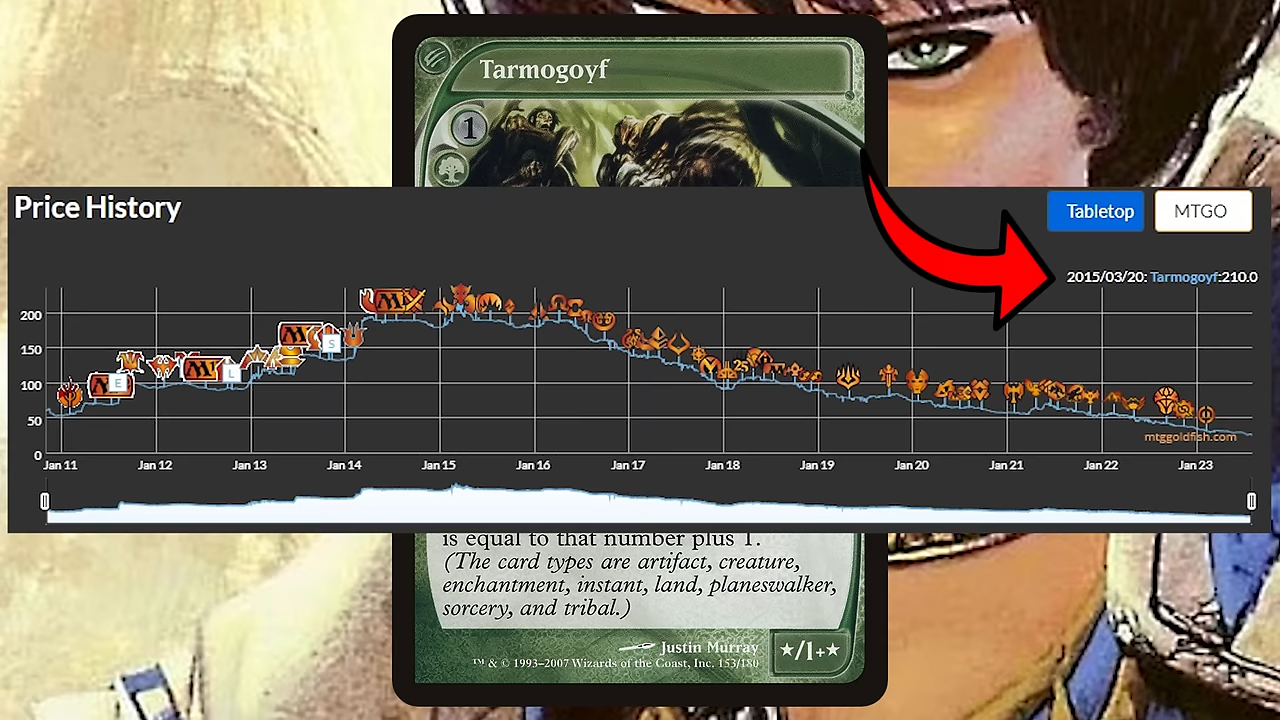 Tarmogoyf
1
Price History
Tabletop
MTGO
2015/03/20: Tarmogoyf:210.0
200
150
100
50
0
E
L
S
25
mtggoldfish.com
Jan 11 Jan 12 Jan 13 Jan 14 Jan 15 Jan 16 Jan 17 Jan 18 Jan 19 Jan 20 Jan 21 Jan 22 Jan 23
is equal to that number plus 1.
(The card types are artifact, creature,
enchantment, instant, land, planeswalker,
sorcery, and tribal.)
Justin Murray
™ & © 1993–2007 Wizards of the Coast, Inc. 153/180
★/1+★